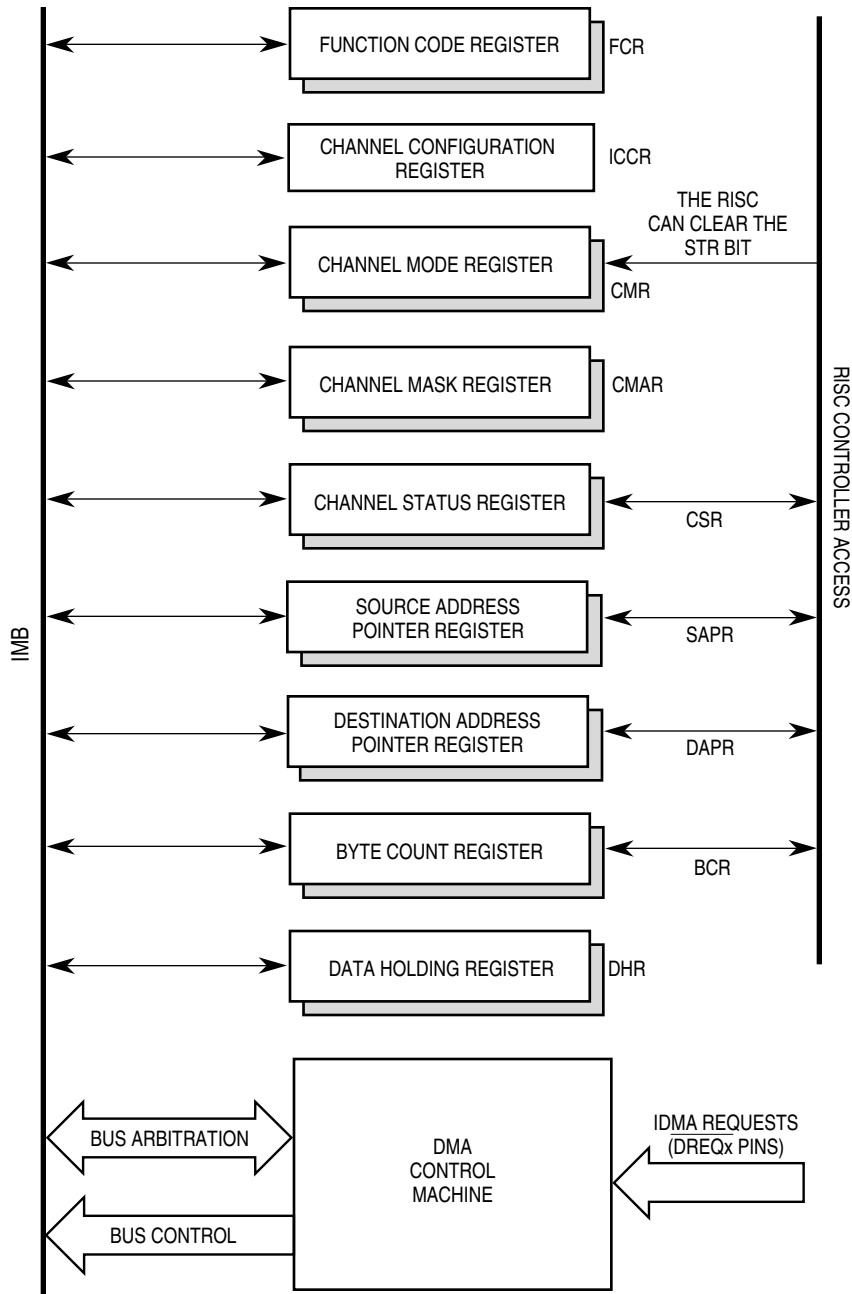 FUNCTION CODE REGISTER
FCR
CHANNEL CONFIGURATION
REGISTER
ICCR
THE RISC
CAN CLEAR THE
STR BIT
CHANNEL MODE REGISTER
CMR
CHANNEL MASK REGISTER
CMAR
CHANNEL STATUS REGISTER
CSR
SOURCE ADDRESS
POINTER REGISTER
SAPR
DESTINATION ADDRESS
POINTER REGISTER
DAPR
BYTE COUNT REGISTER
BCR
DATA HOLDING REGISTER
DHR
IMB
RISC CONTROLLER ACCESS
BUS ARBITRATION
BUS CONTROL
DMA
CONTROL
MACHINE
IDMA REQUESTS
(DREQx PINS)